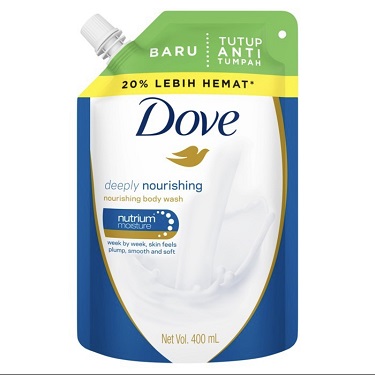 BARU
TUTUP
ANTI
TUMPAH
20% LEBIH HEMAT*
Dove
deeply nourishing
nourishing body wash
nutrium
moisture
week by week, skin feels
plump, smooth and soft
Net Vol. 400 mL